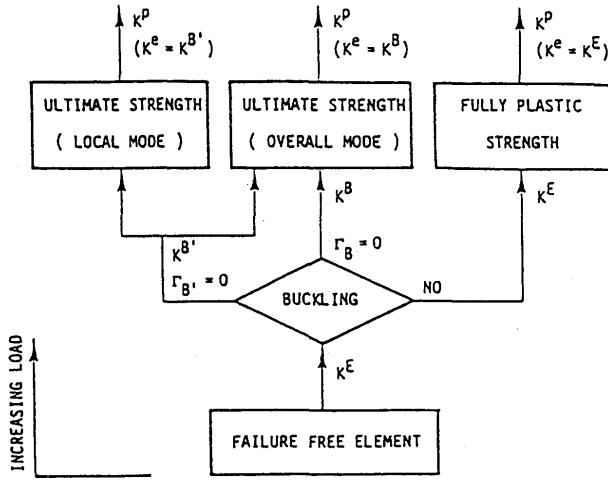 K^P K^P K^P
(K^e = K^B') (K^e = K^B) (K^e = K^E)
ULTIMATE STRENGTH
( LOCAL MODE )
ULTIMATE STRENGTH
( OVERALL MODE )
FULLY PLASTIC
STRENGTH
K^B'
Γ_B' = 0
K^B
Γ_B = 0
K^E
BUCKLING
NO
K^E
FAILURE FREE ELEMENT
INCREASING LOAD